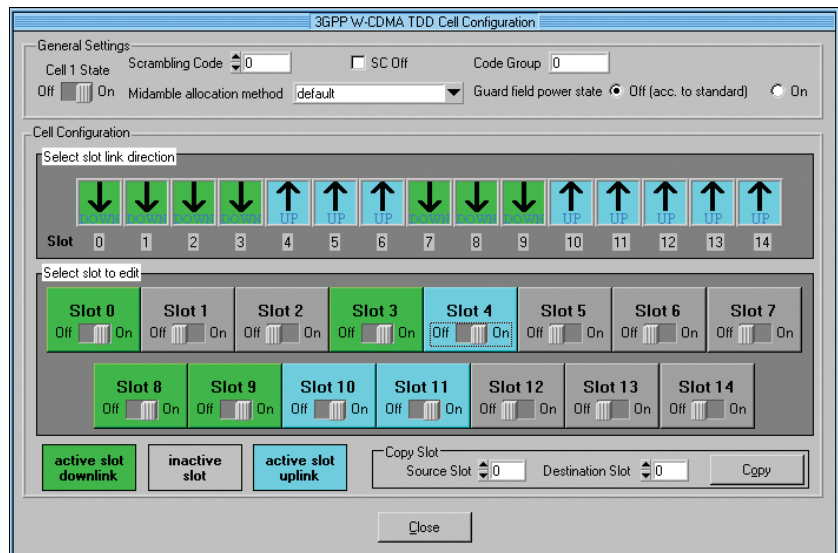 3GPP W-CDMA TDD Cell Configuration
General Settings
Cell 1 State
Off On
Scrambling Code 0
SC Off
Code Group 0
Midamble allocation method default
Guard field power state Off (acc. to standard) On
Cell Configuration
Select slot link direction
DOWN DOWN DOWN DOWN UP UP UP DOWN DOWN DOWN UP UP UP UP UP
Slot 0 1 2 3 4 5 6 7 8 9 10 11 12 13 14
Select slot to edit
Slot 0 Slot 1 Slot 2 Slot 3 Slot 4 Slot 5 Slot 6 Slot 7
Off On Off On Off On Off On Off On Off On Off On Off On
Slot 8 Slot 9 Slot 10 Slot 11 Slot 12 Slot 13 Slot 14
Off On Off On Off On Off On Off On Off On Off On
active slot downlink
inactive slot
active slot uplink
Copy Slot
Source Slot 0 Destination Slot 0 Copy
Close